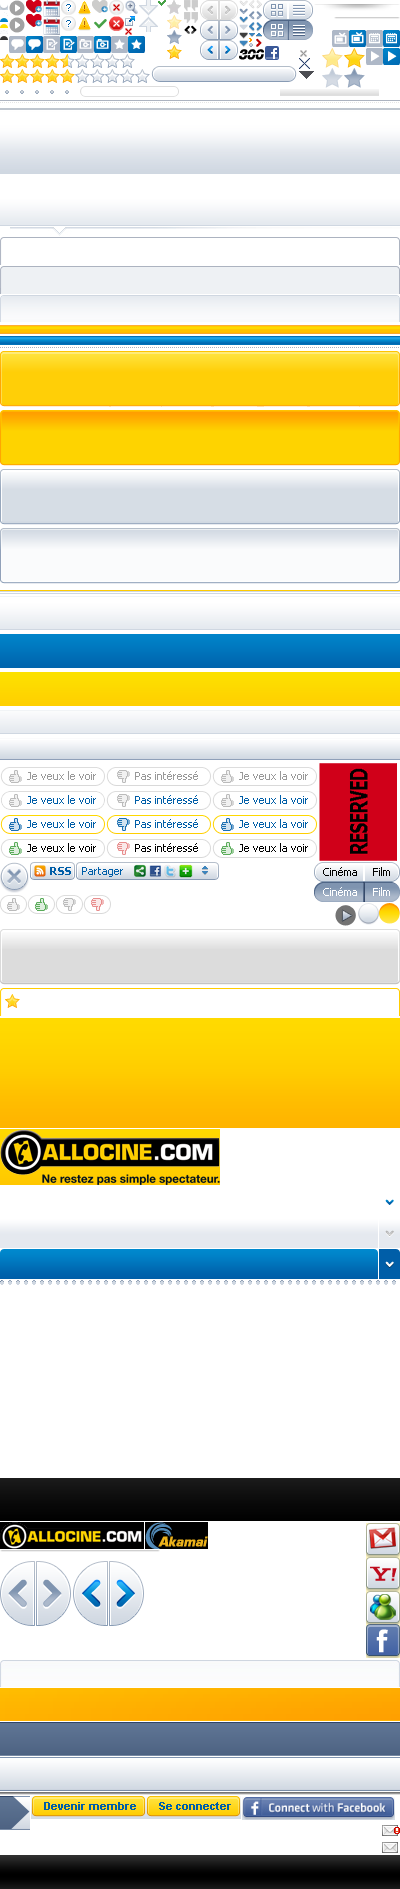 300
Je veux le voir Pas intéressé Je veux la voir
Je veux le voir Pas intéressé Je veux la voir
Je veux le voir Pas intéressé Je veux la voir
Je veux le voir Pas intéressé Je veux la voir
RESERVED
RSS Partager
Cinéma Film
Cinéma Film
ALLOCINE.COM
Ne restez pas simple spectateur.
ALLOCINE.COM Akamai
Y!
Devenir membre Se connecter Connect with Facebook